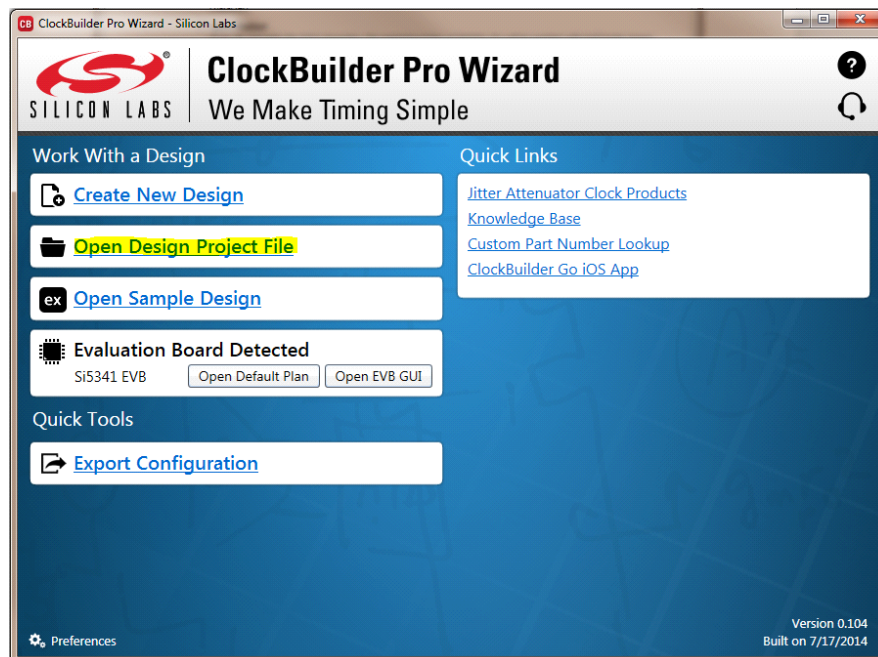 CB ClockBuilder Pro Wizard - Silicon Labs
SILICON LABS
ClockBuilder Pro Wizard
We Make Timing Simple
?
Work With a Design
Create New Design
Open Design Project File
ex Open Sample Design
Evaluation Board Detected
Si5341 EVB Open Default Plan Open EVB GUI
Quick Tools
Export Configuration
Quick Links
Jitter Attenuator Clock Products
Knowledge Base
Custom Part Number Lookup
ClockBuilder Go iOS App
Preferences
Version 0.104
Built on 7/17/2014